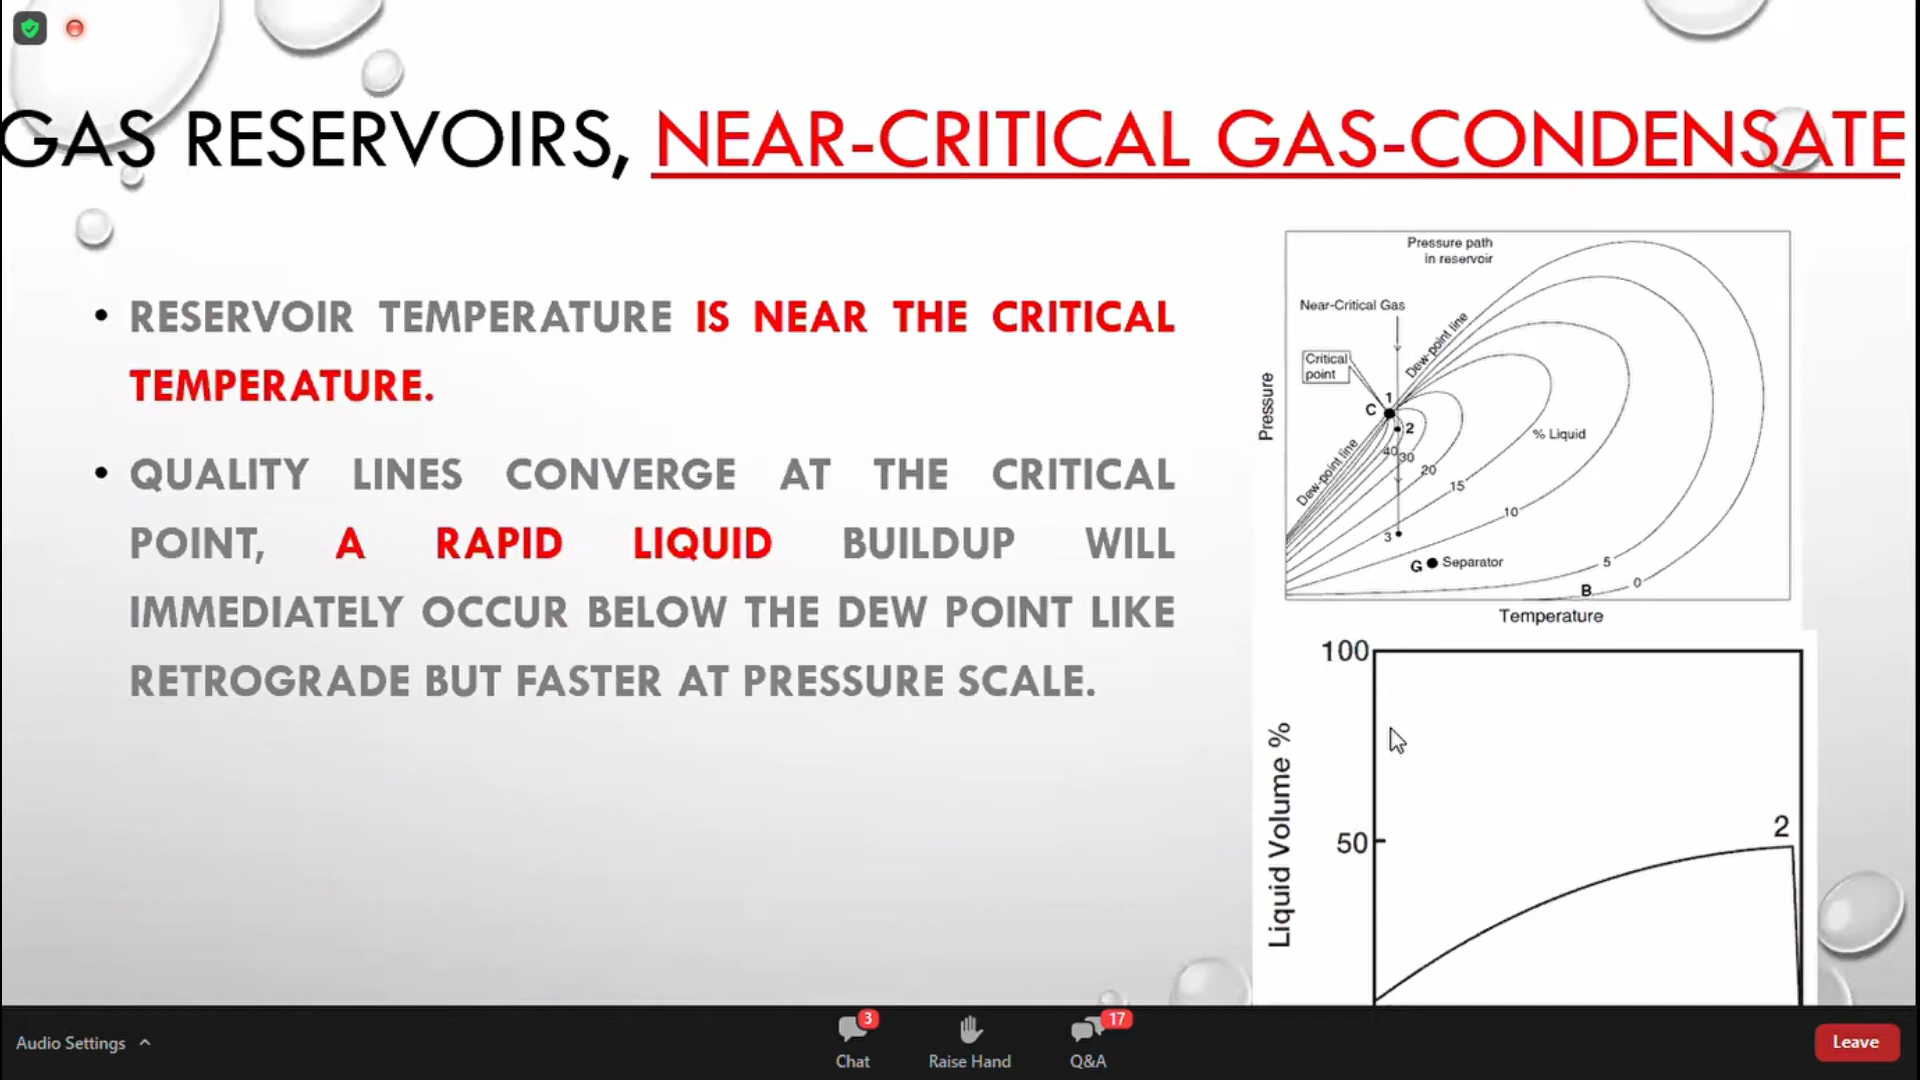 GAS RESERVOIRS, NEAR-CRITICAL GAS-CONDENSATE
• RESERVOIR TEMPERATURE IS NEAR THE CRITICAL
TEMPERATURE.
• QUALITY LINES CONVERGE AT THE CRITICAL
POINT, A RAPID LIQUID BUILDUP WILL
IMMEDIATELY OCCUR BELOW THE DEW POINT LIKE
RETROGRADE BUT FASTER AT PRESSURE SCALE.
Pressure path
in reservoir
Near-Critical Gas
Dew-point line
Critical
point
Pressure
1
C
2
% Liquid
Dew-point line
40
30
20
15
10
3
G Separator
5
B
0
Temperature
100
Liquid Volume %
2
50
Audio Settings
3
Chat
Raise Hand
17
Q&A
Leave